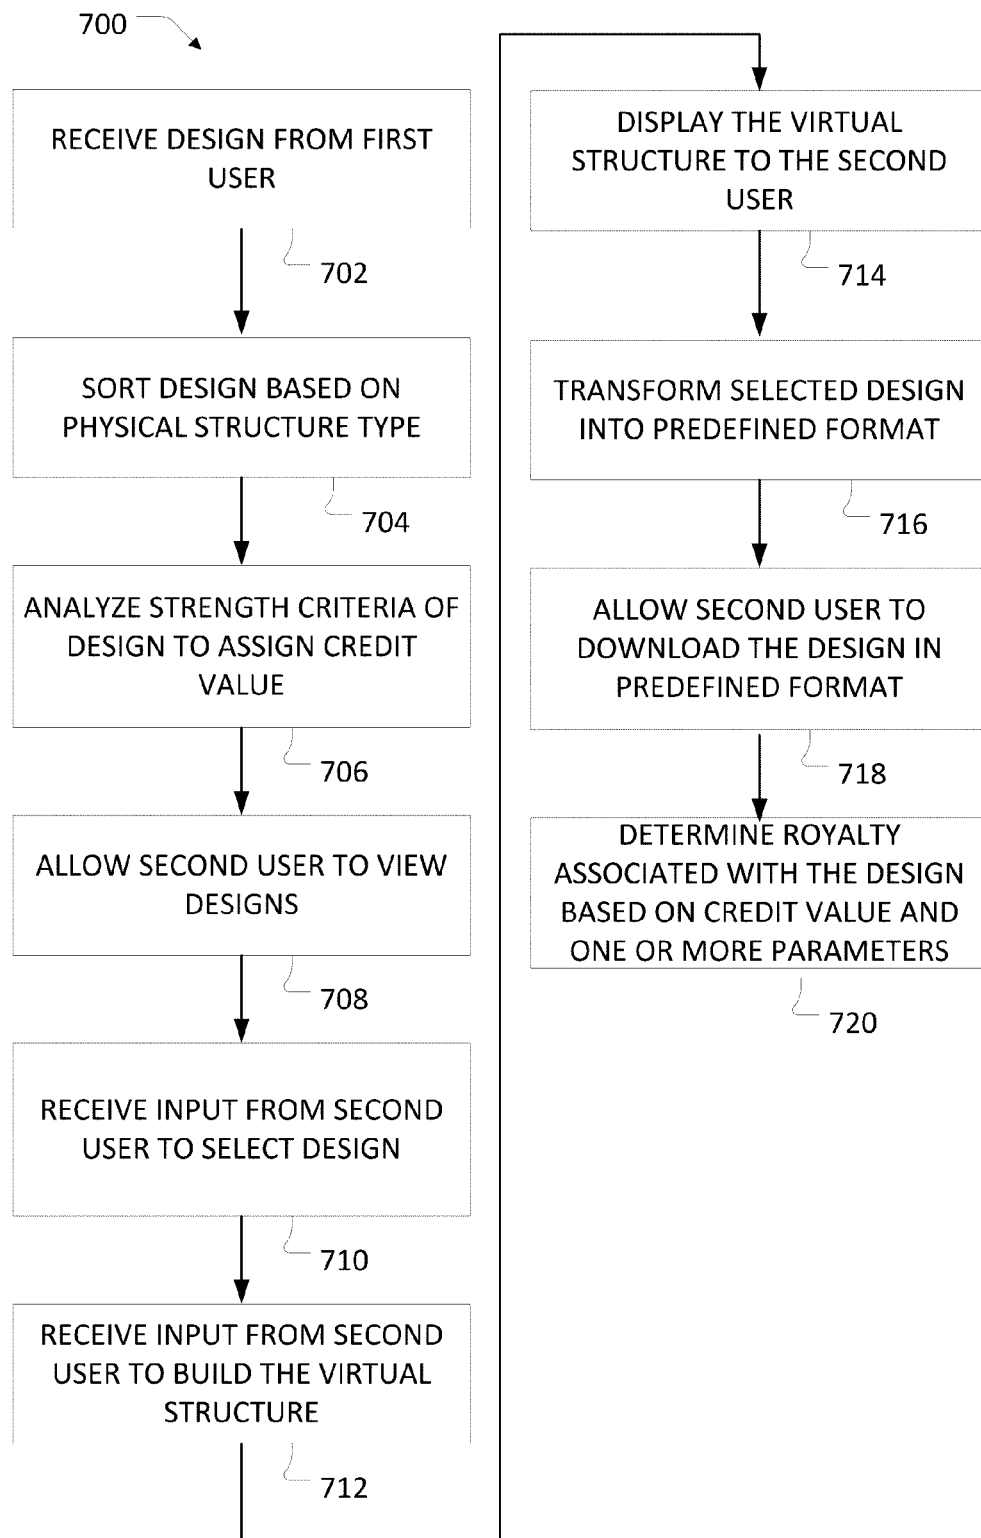 700
RECEIVE DESIGN FROM FIRST
USER
702
SORT DESIGN BASED ON
PHYSICAL STRUCTURE TYPE
704
ANALYZE STRENGTH CRITERIA OF
DESIGN TO ASSIGN CREDIT
VALUE
706
ALLOW SECOND USER TO VIEW
DESIGNS
708
RECEIVE INPUT FROM SECOND
USER TO SELECT DESIGN
710
RECEIVE INPUT FROM SECOND
USER TO BUILD THE VIRTUAL
STRUCTURE
712
DISPLAY THE VIRTUAL
STRUCTURE TO THE SECOND
USER
714
TRANSFORM SELECTED DESIGN
INTO PREDEFINED FORMAT
716
ALLOW SECOND USER TO
DOWNLOAD THE DESIGN IN
PREDEFINED FORMAT
718
DETERMINE ROYALTY
ASSOCIATED WITH THE DESIGN
BASED ON CREDIT VALUE AND
ONE OR MORE PARAMETERS
720